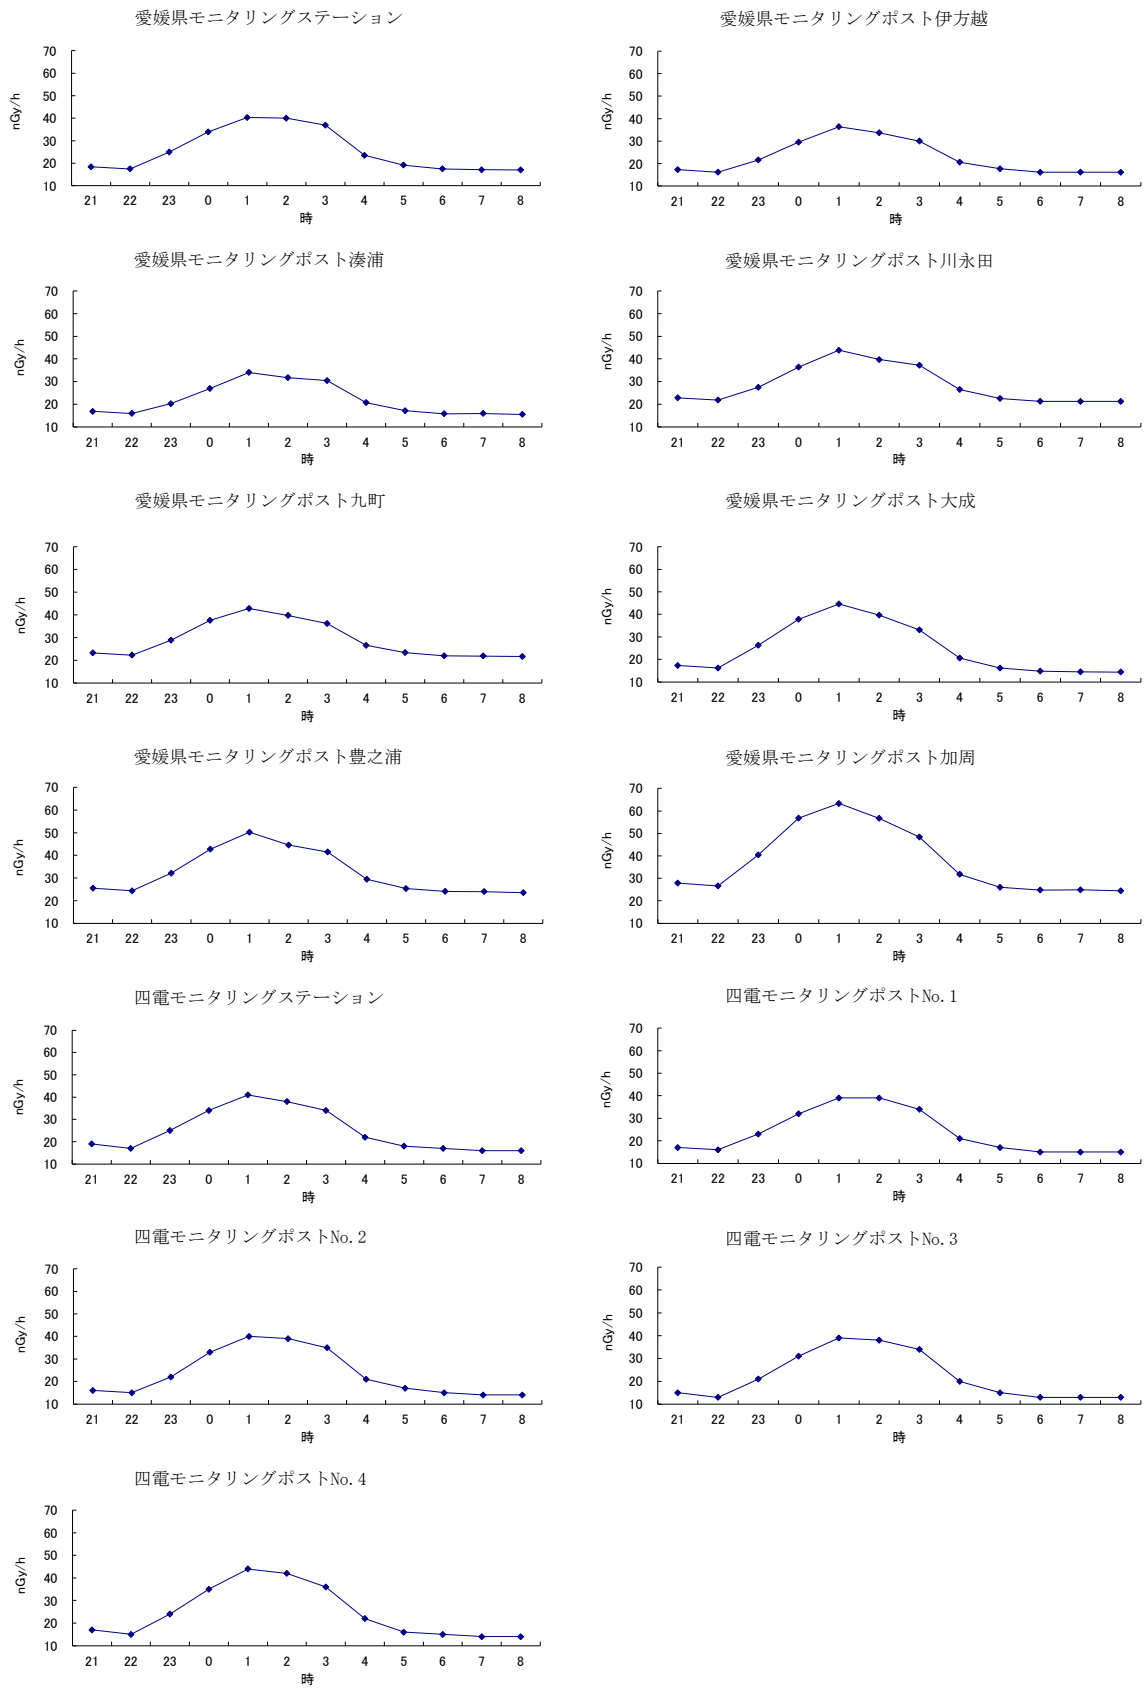 愛媛県モニタリングステーション
70
60
50
40
30
20
10
nGy/h
21 22 23 0 1 2 3 4 5 6 7 8
時
愛媛県モニタリングポスト伊方越
70
60
50
40
30
20
10
nGy/h
21 22 23 0 1 2 3 4 5 6 7 8
時
愛媛県モニタリングポスト湊浦
70
60
50
40
30
20
10
nGy/h
21 22 23 0 1 2 3 4 5 6 7 8
時
愛媛県モニタリングポスト川永田
70
60
50
40
30
20
10
nGy/h
21 22 23 0 1 2 3 4 5 6 7 8
時
愛媛県モニタリングポスト九町
70
60
50
40
30
20
10
nGy/h
21 22 23 0 1 2 3 4 5 6 7 8
時
愛媛県モニタリングポスト大成
70
60
50
40
30
20
10
nGy/h
21 22 23 0 1 2 3 4 5 6 7 8
時
愛媛県モニタリングポスト豊之浦
70
60
50
40
30
20
10
nGy/h
21 22 23 0 1 2 3 4 5 6 7 8
時
愛媛県モニタリングポスト加周
70
60
50
40
30
20
10
nGy/h
21 22 23 0 1 2 3 4 5 6 7 8
時
四電モニタリングステーション
70
60
50
40
30
20
10
nGy/h
21 22 23 0 1 2 3 4 5 6 7 8
時
四電モニタリングポストNo.1
70
60
50
40
30
20
10
nGy/h
21 22 23 0 1 2 3 4 5 6 7 8
時
四電モニタリングポストNo.2
70
60
50
40
30
20
10
nGy/h
21 22 23 0 1 2 3 4 5 6 7 8
時
四電モニタリングポストNo.3
70
60
50
40
30
20
10
nGy/h
21 22 23 0 1 2 3 4 5 6 7 8
時
四電モニタリングポストNo.4
70
60
50
40
30
20
10
nGy/h
21 22 23 0 1 2 3 4 5 6 7 8
時